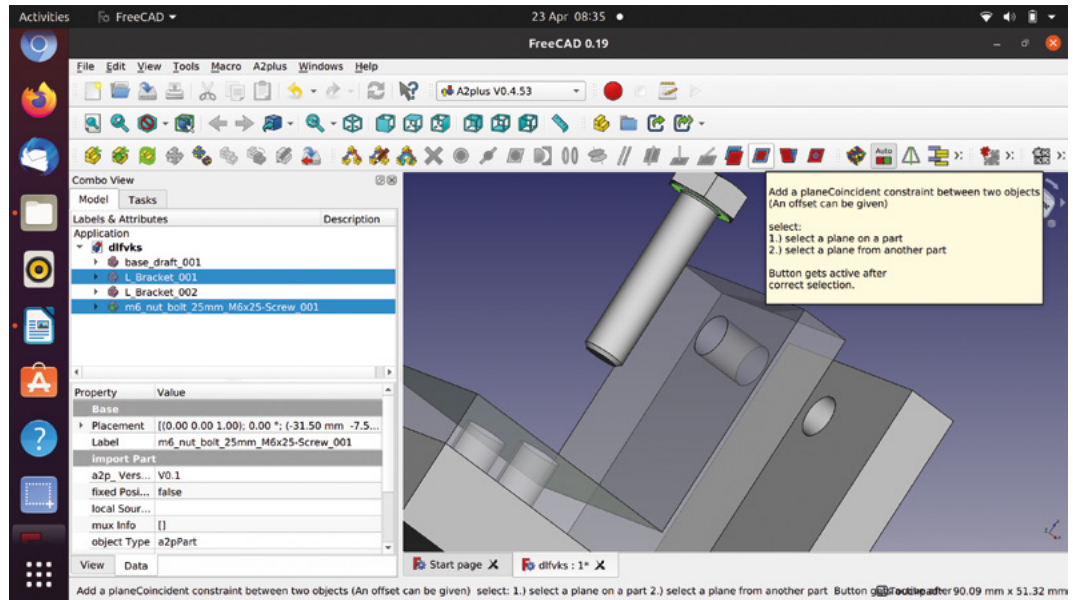 Activities
FreeCAD
23 Apr 08:35
FreeCAD 0.19
File Edit View Tools Macro A2plus Windows Help
A2plus V0.4.53
Auto
Combo View
Model Tasks
Labels & Attributes Description
Application
dlfvks
base_draft_001
L_Bracket_001
L_Bracket_002
m6_nut_bolt_25mm_M6x25-Screw_001
Add a planeCoincident constraint between two objects
(An offset can be given)
select:
1.) select a plane on a part
2.) select a plane from another part
Button gets active after
correct selection.
Property Value
Base
Placement [(0.00 0.00 1.00); 0.00 °; (-31.50 mm -7.5...
Label m6_nut_bolt_25mm_M6x25-Screw_001
import Part
a2p_ Vers... V0.1
fixed Posi... false
local Sour...
mux Info []
object Type a2pPart
View Data
Start page
dlfvks : 1*
Add a planeCoincident constraint between two objects (An offset can be given) select: 1.) select a plane on a part 2.) select a plane from another part Button 90.09 mm x 51.32 mm